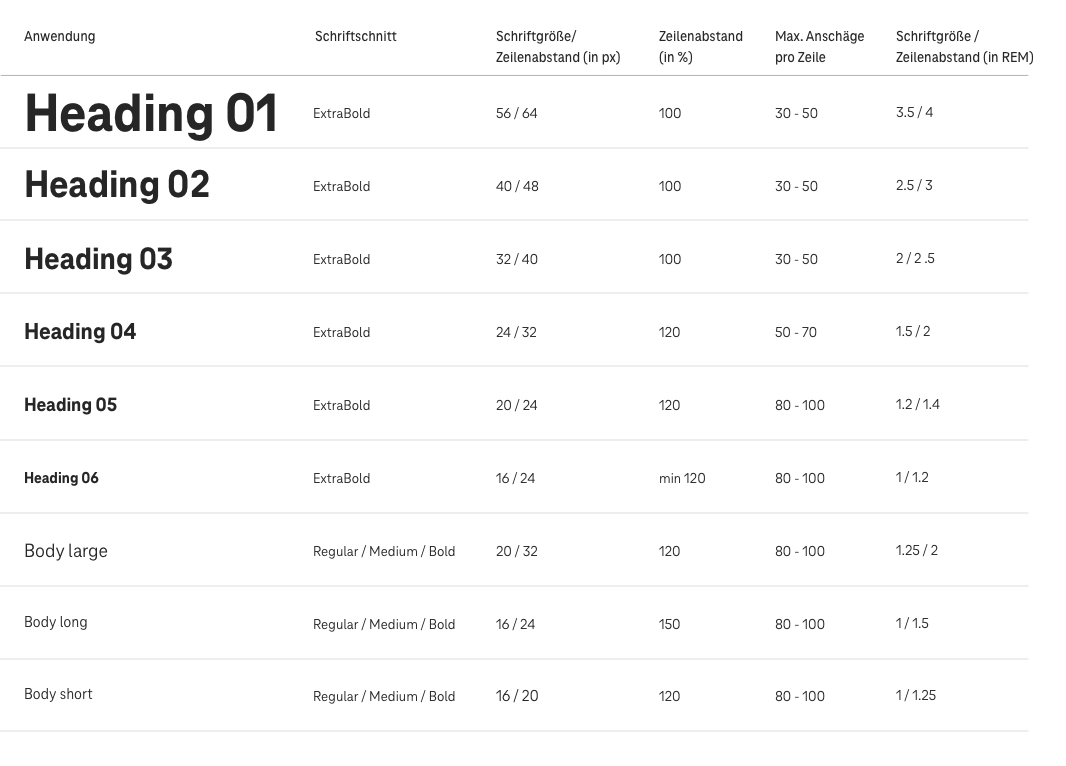 Anwendung Schriftschnitt Schriftgröße/ Zeilenabstand Max. Anschäge Schriftgröße /
Zeilenabstand (in px) (in %) pro Zeile Zeilenabstand (in REM)
Heading 01 ExtraBold 56 / 64 100 30 - 50 3.5 / 4
Heading 02 ExtraBold 40 / 48 100 30 - 50 2.5 / 3
Heading 03 ExtraBold 32 / 40 100 30 - 50 2 / 2 .5
Heading 04 ExtraBold 24 / 32 120 50 - 70 1.5 / 2
Heading 05 ExtraBold 20 / 24 120 80 - 100 1.2 / 1.4
Heading 06 ExtraBold 16 / 24 min 120 80 - 100 1 / 1.2
Body large Regular / Medium / Bold 20 / 32 120 80 - 100 1.25 / 2
Body long Regular / Medium / Bold 16 / 24 150 80 - 100 1 / 1.5
Body short Regular / Medium / Bold 16 / 20 120 80 - 100 1 / 1.25